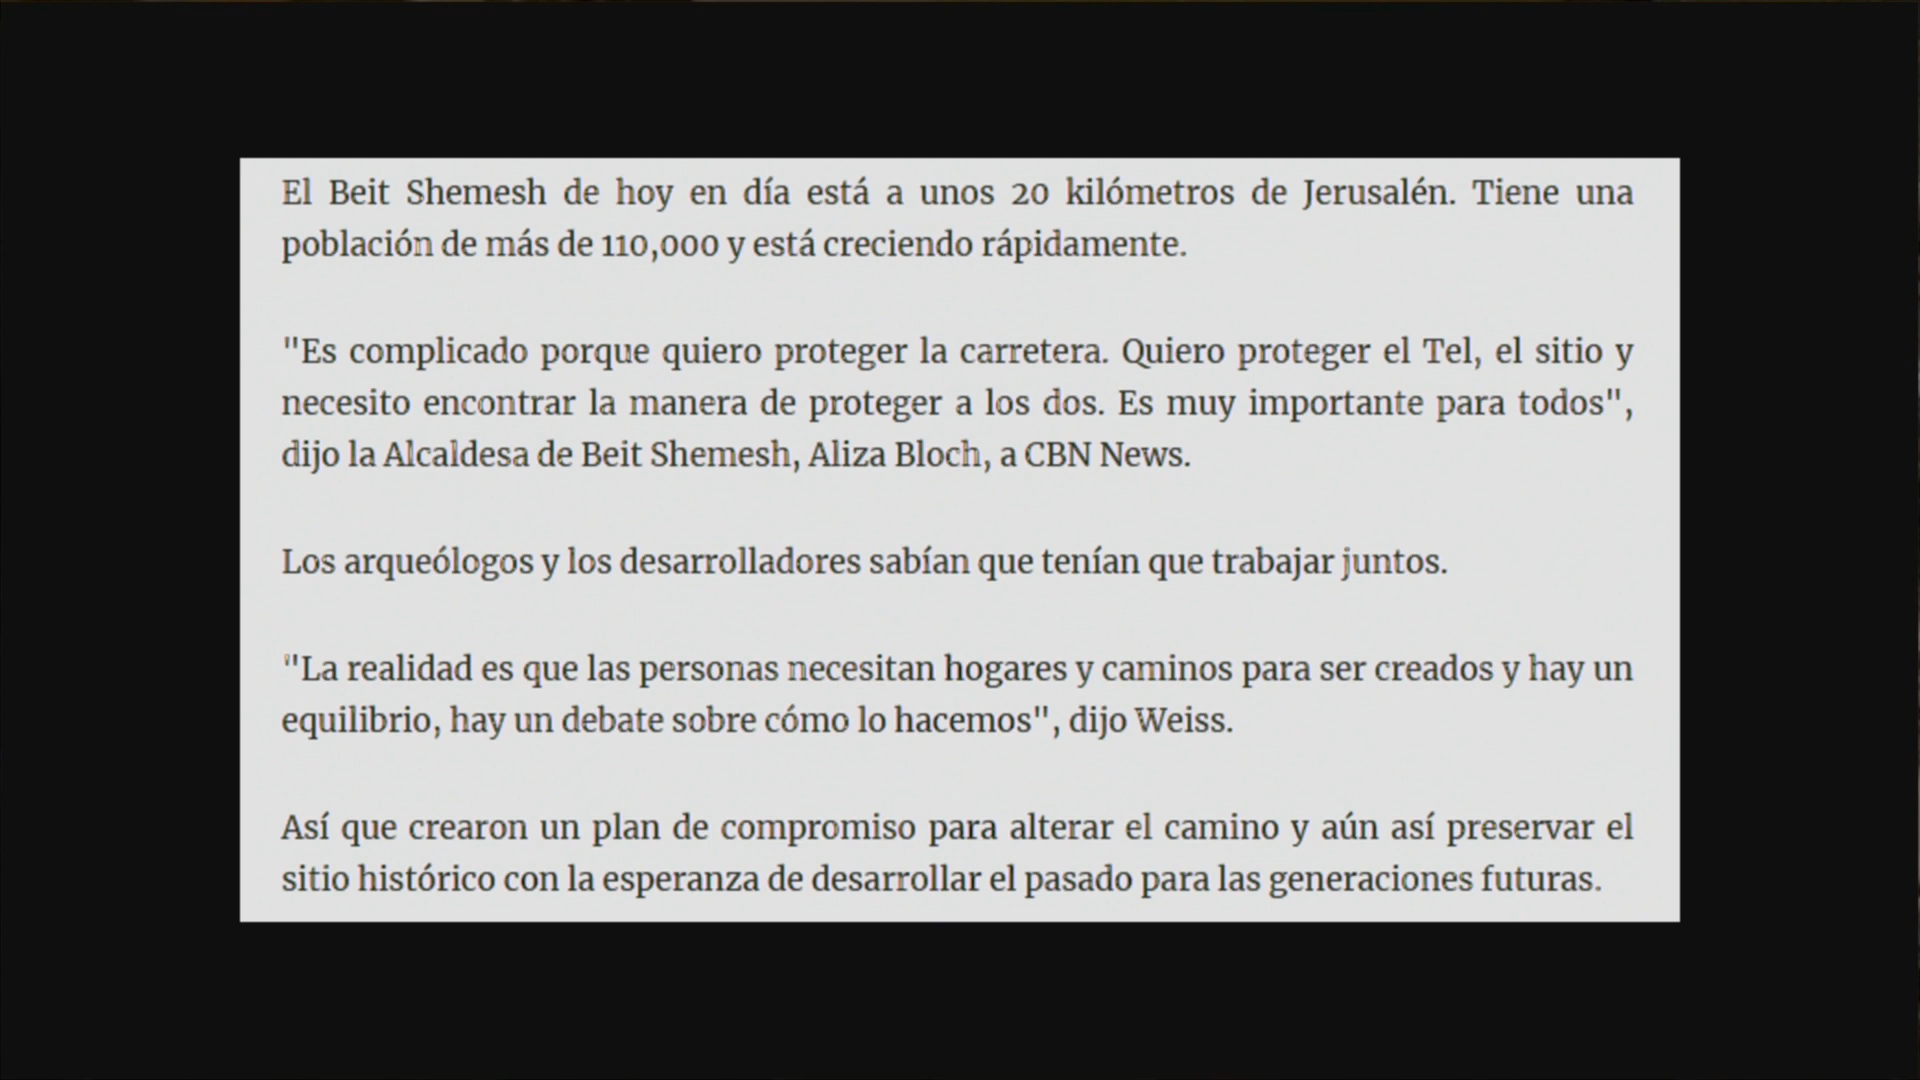 El Beit Shemesh de hoy en día está a unos 20 kilómetros de Jerusalén. Tiene una
población de más de 110,000 y está creciendo rápidamente.
"Es complicado porque quiero proteger la carretera. Quiero proteger el Tel, el sitio y
necesito encontrar la manera de proteger a los dos. Es muy importante para todos",
dijo la Alcaldesa de Beit Shemesh, Aliza Bloch, a CBN News.
Los arqueólogos y los desarrolladores sabían que tenían que trabajar juntos.
"La realidad es que las personas necesitan hogares y caminos para ser creados y hay un
equilibrio, hay un debate sobre cómo lo hacemos", dijo Weiss.
Así que crearon un plan de compromiso para alterar el camino y aún así preservar el
sitio histórico con la esperanza de desarrollar el pasado para las generaciones futuras.